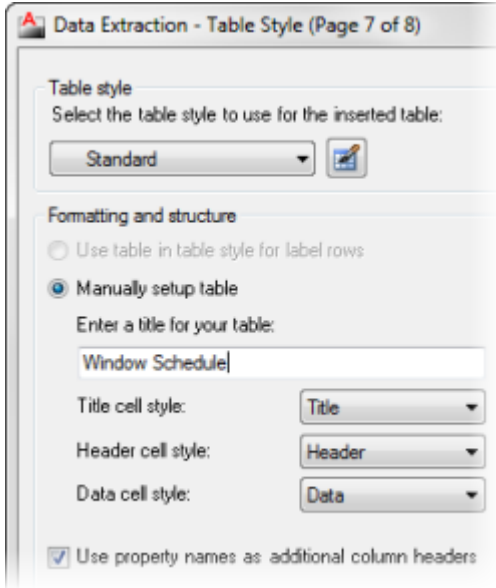 Data Extraction - Table Style (Page 7 of 8)
Table style
Select the table style to use for the inserted table:
Standard
Formatting and structure
Use table in table style for label rows
Manually setup table
Enter a title for your table:
Window Schedule
Title cell style: Title
Header cell style: Header
Data cell style: Data
Use property names as additional column headers